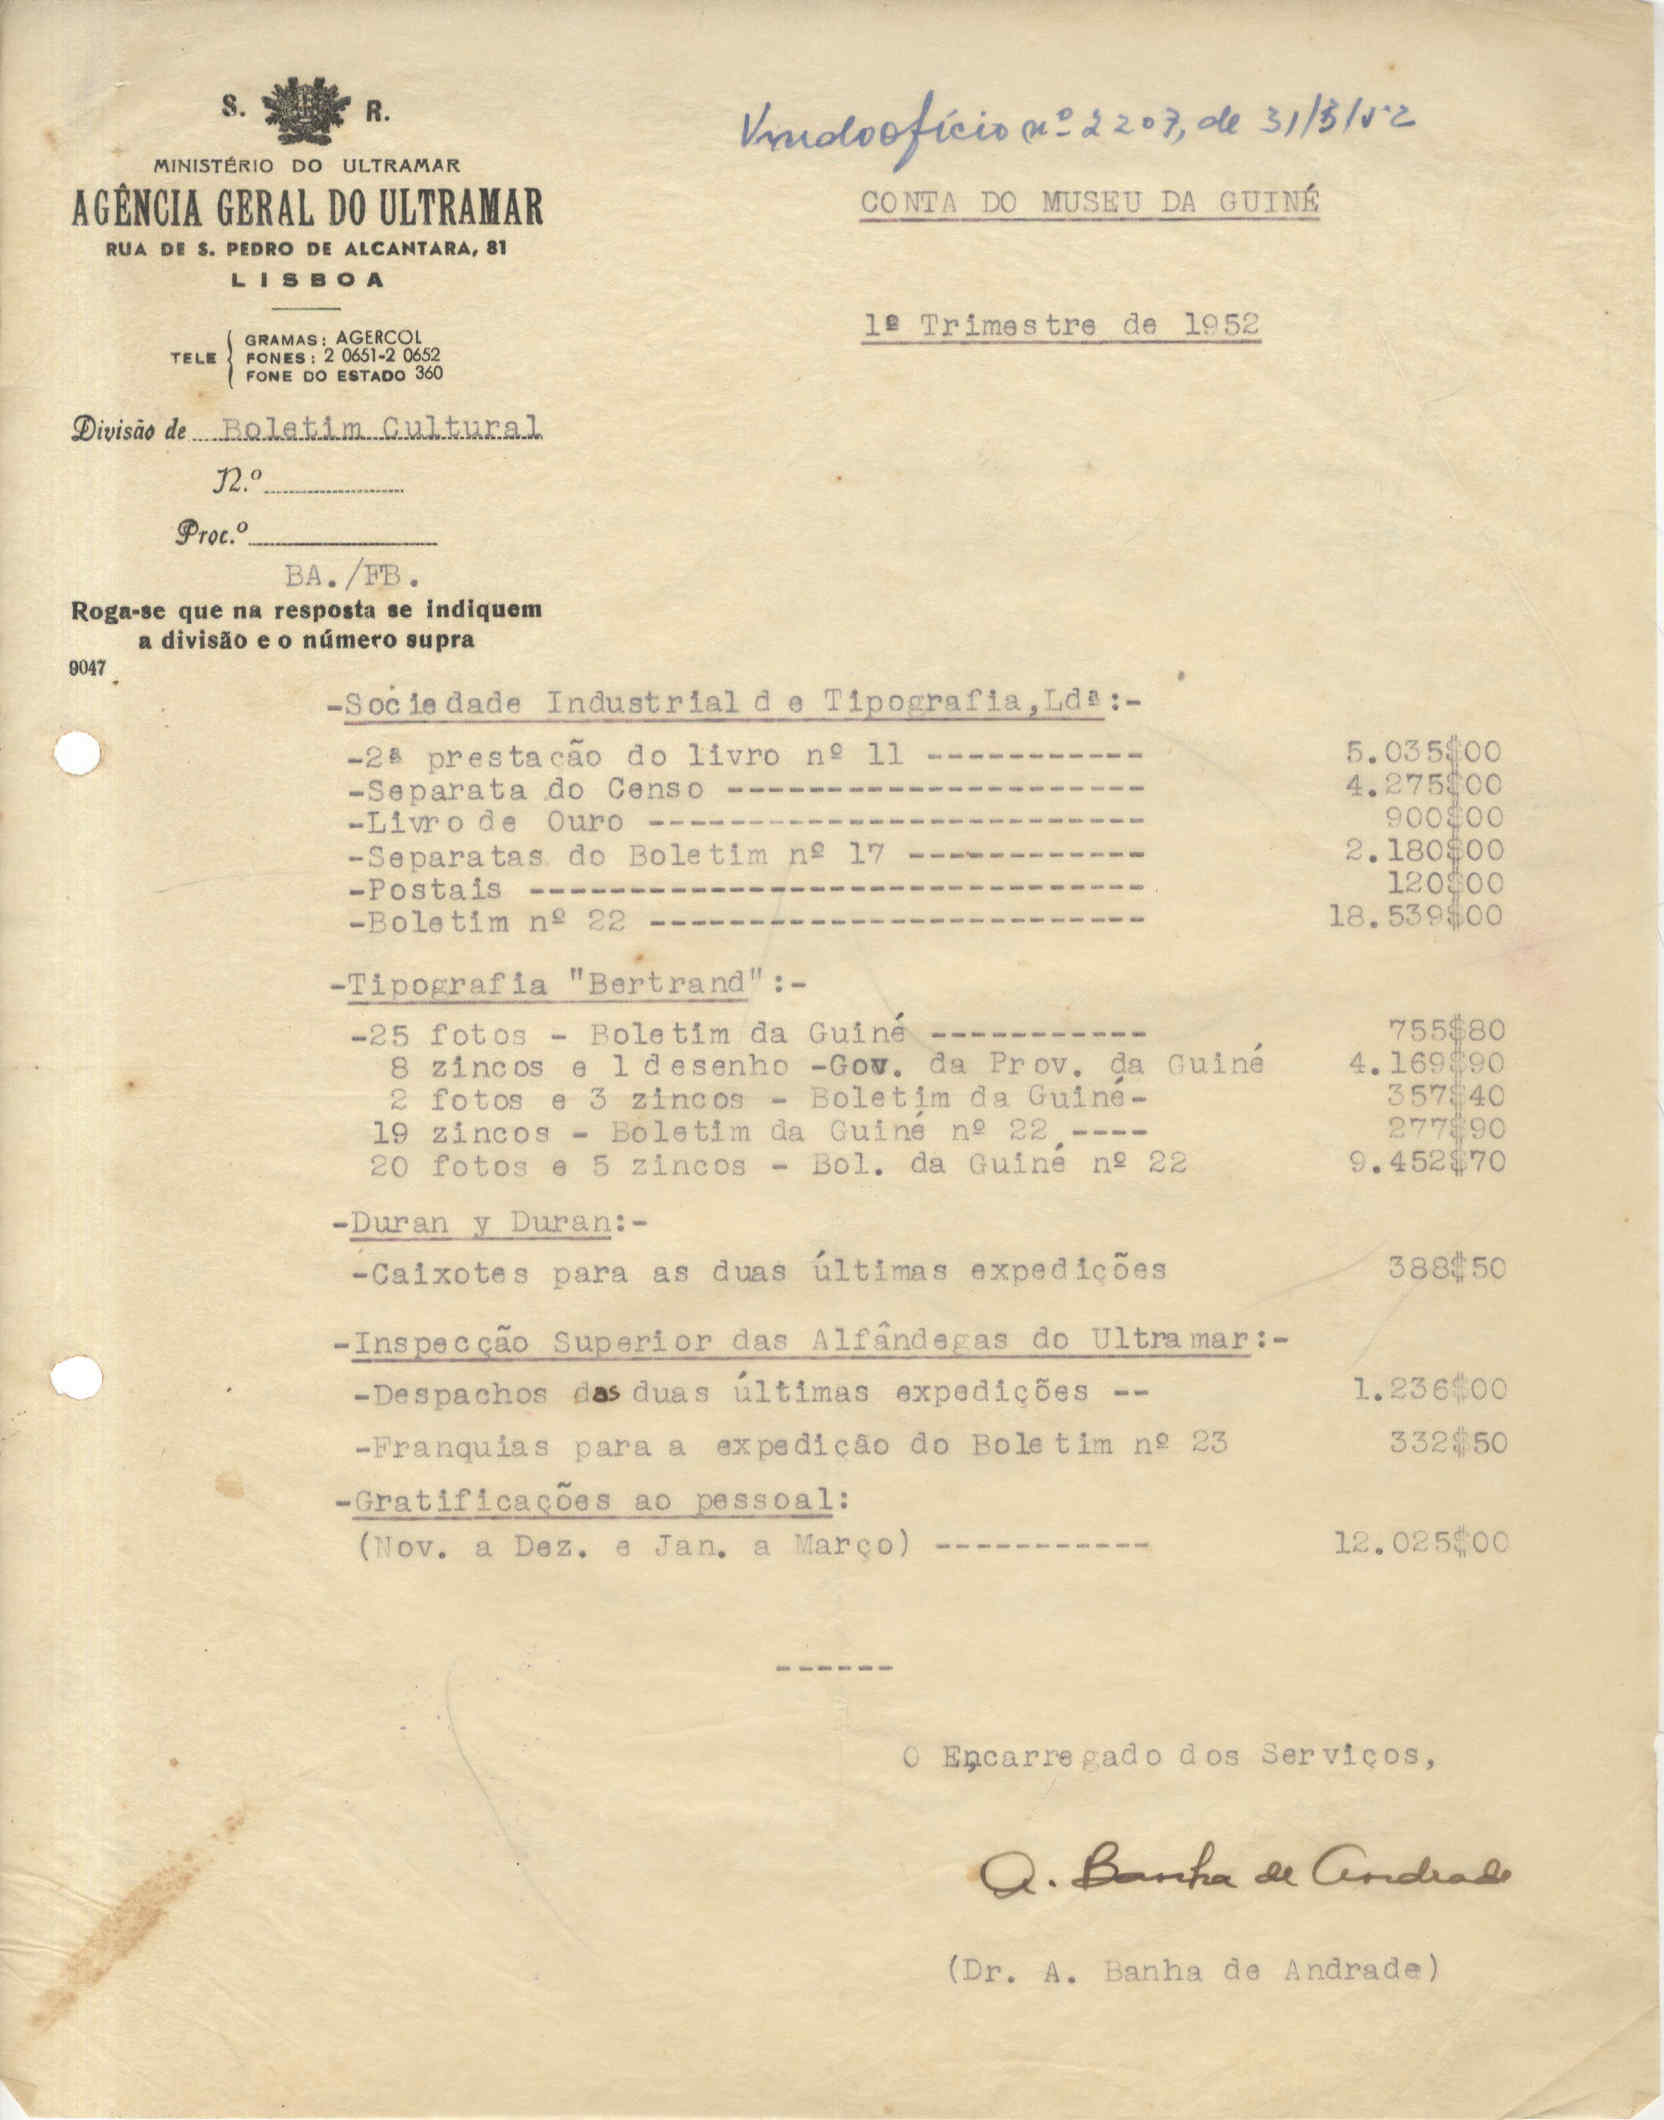 S. R.
MINISTÉRIO DO ULTRAMAR
AGÊNCIA GERAL DO ULTRAMAR
RUA DE S. PEDRO DE ALCANTARA, 81
LISBOA
TELE
GRAMAS: AGERCOL
FONES: 2 0651-2 0652
FONE DO ESTADO 360
Divisão de Boletim Cultural
N.º
Proc.º
BA./FB.
Roga-se que na resposta se indiquem
a divisão e o número supra
9047
ofício nº 2207, de 31/3/52
CONTA DO MUSEU DA GUINÉ
1º Trimestre de 1952
-Sociedade Industrial de Tipografia,Ldª:-
-2ª prestacão do livro nº 11 ----------- 5.035$00
-Separata do Censo --------------------- 4.275$00
-Livro de Ouro ------------------------- 900$00
-Separatas do Boletim nº 17 ------------ 2.180$00
-Postais ------------------------------- 120$00
-Boletim nº 22 ------------------------- 18.539$00
-Tipografia "Bertrand":-
-25 fotos - Boletim da Guiné ----------- 755$80
8 zincos e 1 desenho -Gov. da Prov. da Guiné 4.169$90
2 fotos e 3 zincos - Boletim da Guiné- 357$40
19 zincos - Boletim da Guiné nº 22 ---- 277$90
20 fotos e 5 zincos - Bol. da Guiné nº 22 9.452$70
-Duran y Duran:-
-Caixotes para as duas últimas expedições 388$50
-Inspecção Superior das Alfândegas do Ultramar:-
-Despachos das duas últimas expedições -- 1.236$00
-Franquias para a expedição do Boletim nº 23 332$50
-Gratificações ao pessoal:
(Nov. a Dez. e Jan. a Março) ----------- 12.025$00
------
O Encarregado dos Serviços,
A. Banha de Andrade
(Dr. A. Banha de Andrade)